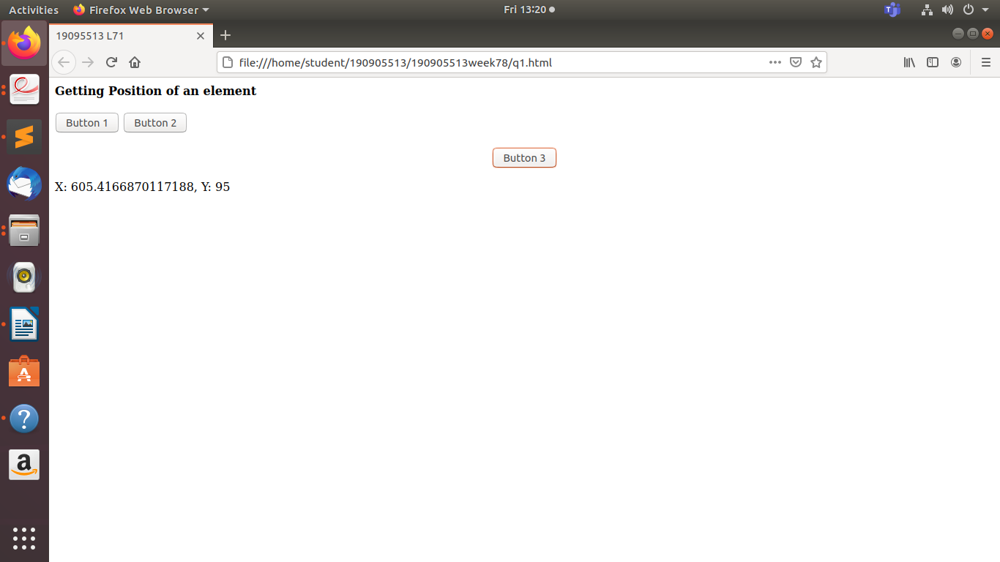 Activities Firefox Web Browser Fri 13:20
19095513 L71
file:///home/student/190905513/190905513week78/q1.html
Getting Position of an element
Button 1 Button 2
Button 3
X: 605.4166870117188, Y: 95